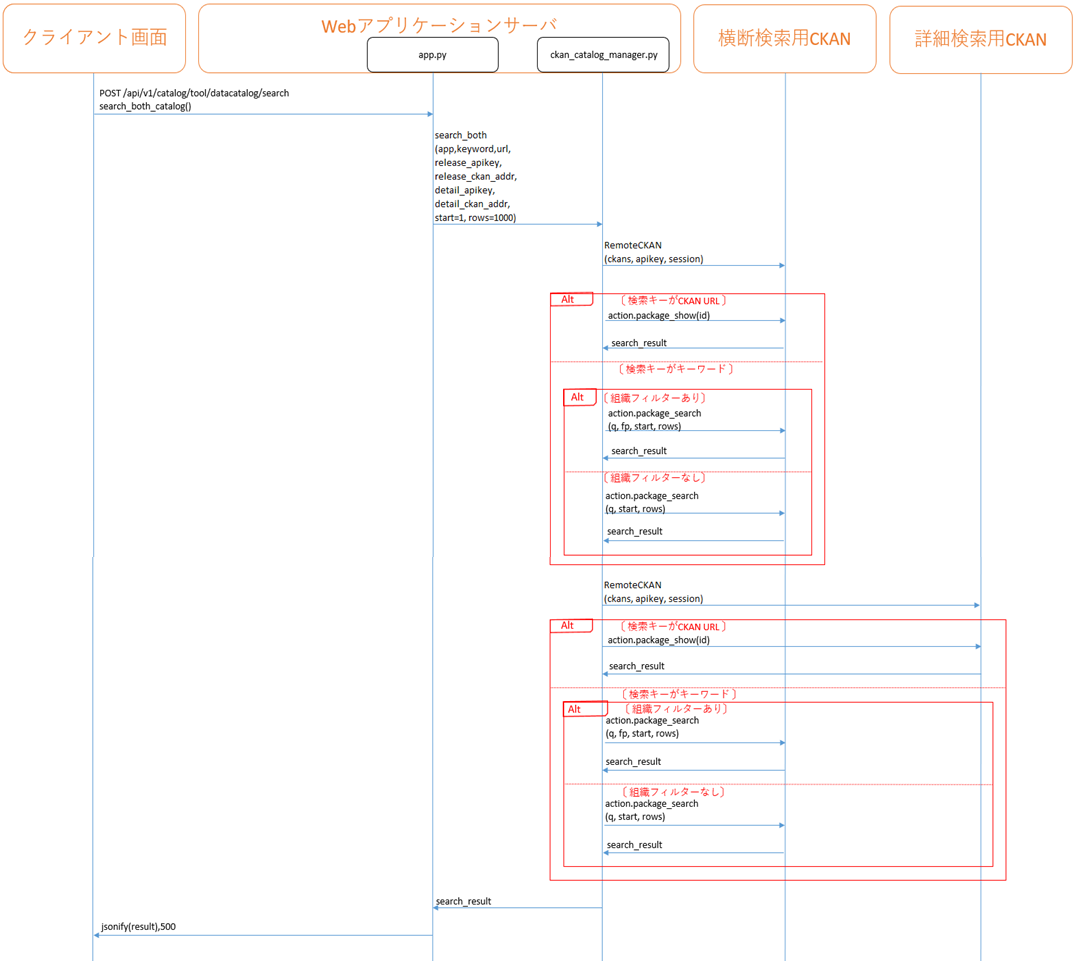 クライアント画面
Webアプリケーションサーバ
app.py
ckan_catalog_manager.py
横断検索用CKAN
詳細検索用CKAN
POST /api/v1/catalog/tool/datacatalog/search
search_both_catalog()
search_both
(app,keyword,url,
release_apikey,
release_ckan_addr,
detail_apikey,
detail_ckan_addr,
start=1, rows=1000)
RemoteCKAN
(ckans, apikey, session)
Alt
〔 検索キーがCKAN URL 〕
action.package_show(id)
search_result
〔 検索キーがキーワード 〕
Alt
〔 組織フィルターあり〕
action.package_search
(q, fp, start, rows)
search_result
〔 組織フィルターなし〕
action.package_search
(q, start, rows)
search_result
RemoteCKAN
(ckans, apikey, session)
Alt
〔 検索キーがCKAN URL 〕
action.package_show(id)
search_result
〔 検索キーがキーワード 〕
Alt
〔 組織フィルターあり〕
action.package_search
(q, fp, start, rows)
search_result
〔 組織フィルターなし〕
action.package_search
(q, start, rows)
search_result
search_result
jsonify(result),500